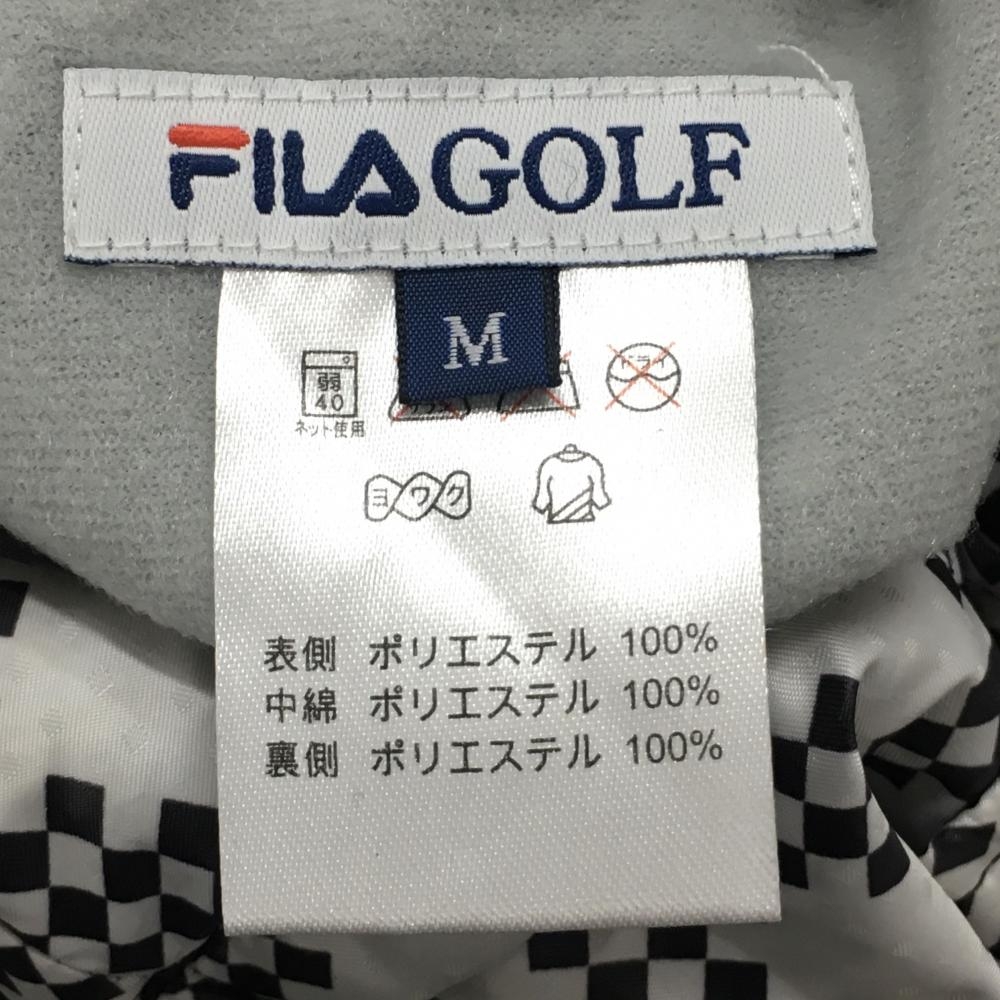 FILA GOLF
M
弱
40
ネット使用
ドライ
ヨワク
表側 ポリエステル 100%
中綿 ポリエステル 100%
裏側 ポリエステル 100%